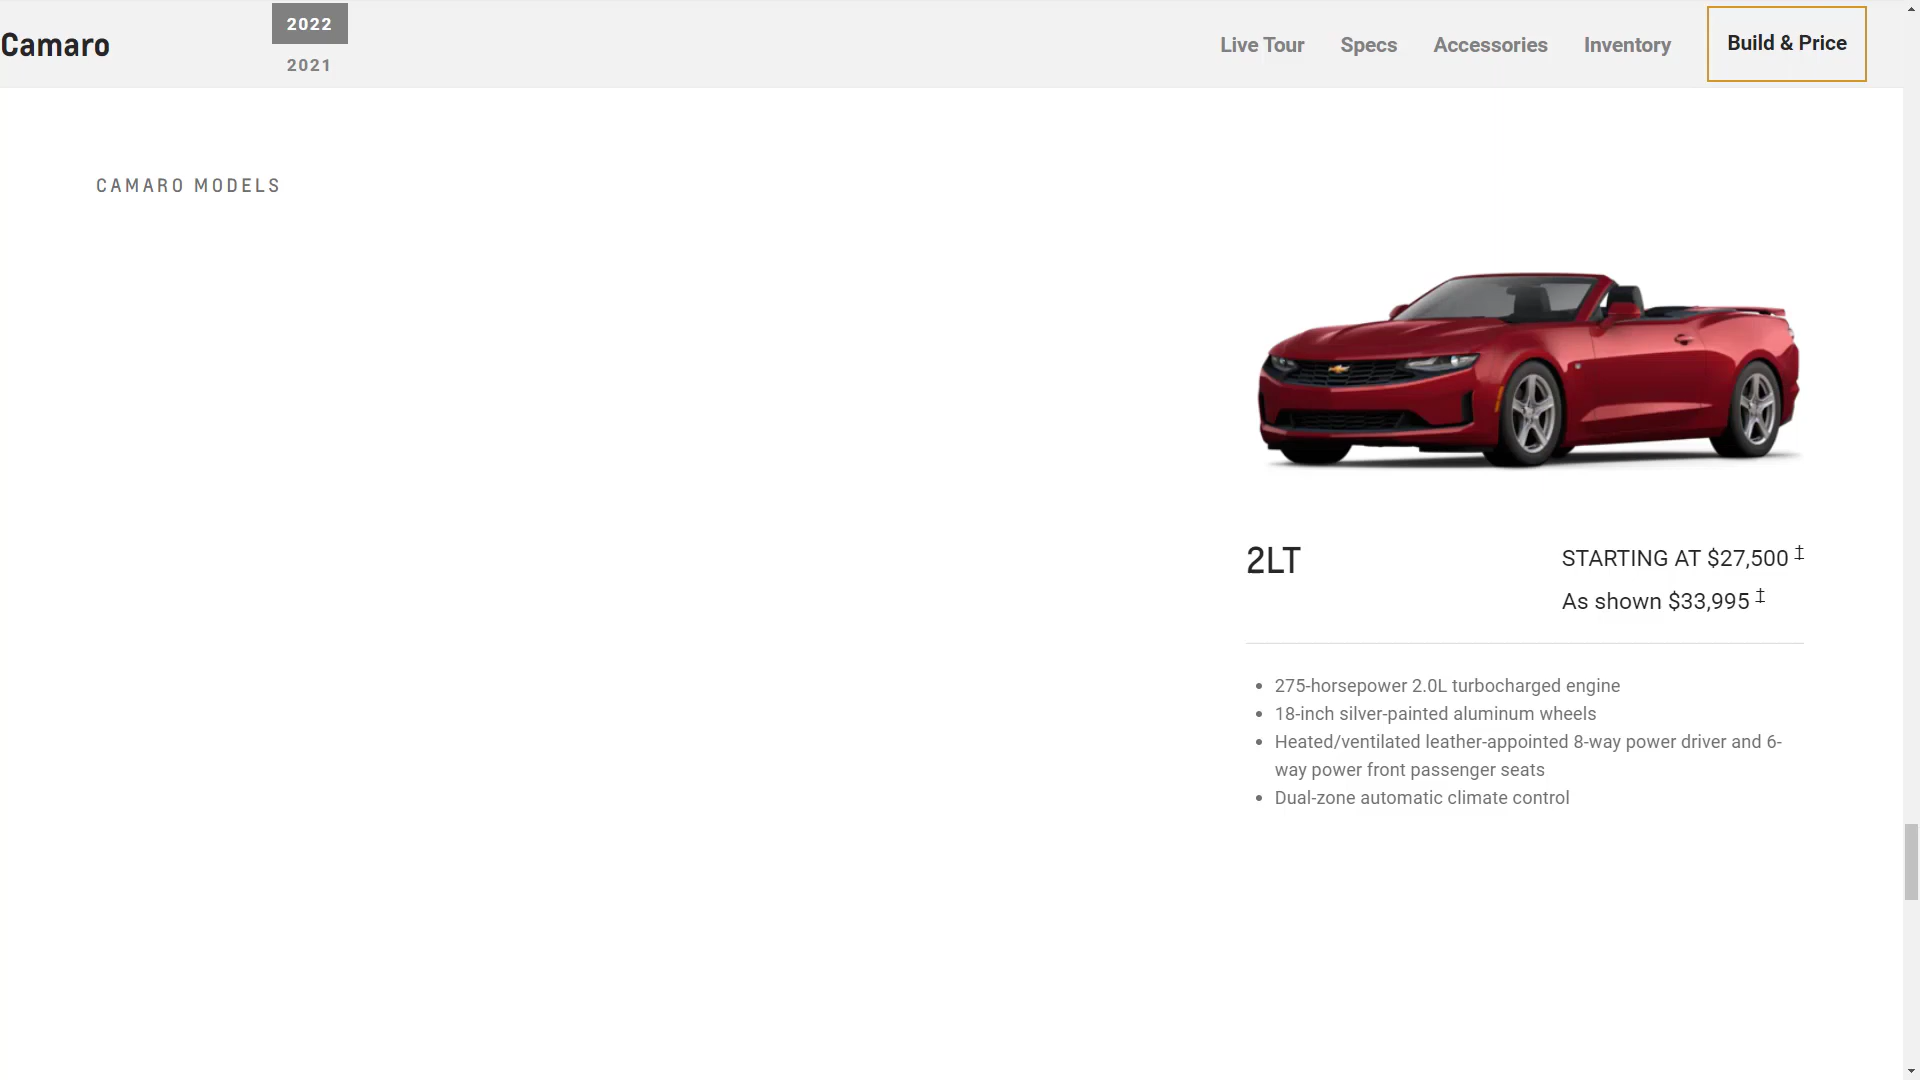 Camaro
2022
2021
Live Tour
Specs
Accessories
Inventory
Build & Price
CAMARO MODELS
2LT
STARTING AT $27,500 ‡
As shown $33,995 ‡
• 275-horsepower 2.0L turbocharged engine
• 18-inch silver-painted aluminum wheels
• Heated/ventilated leather-appointed 8-way power driver and 6-
way power front passenger seats
• Dual-zone automatic climate control